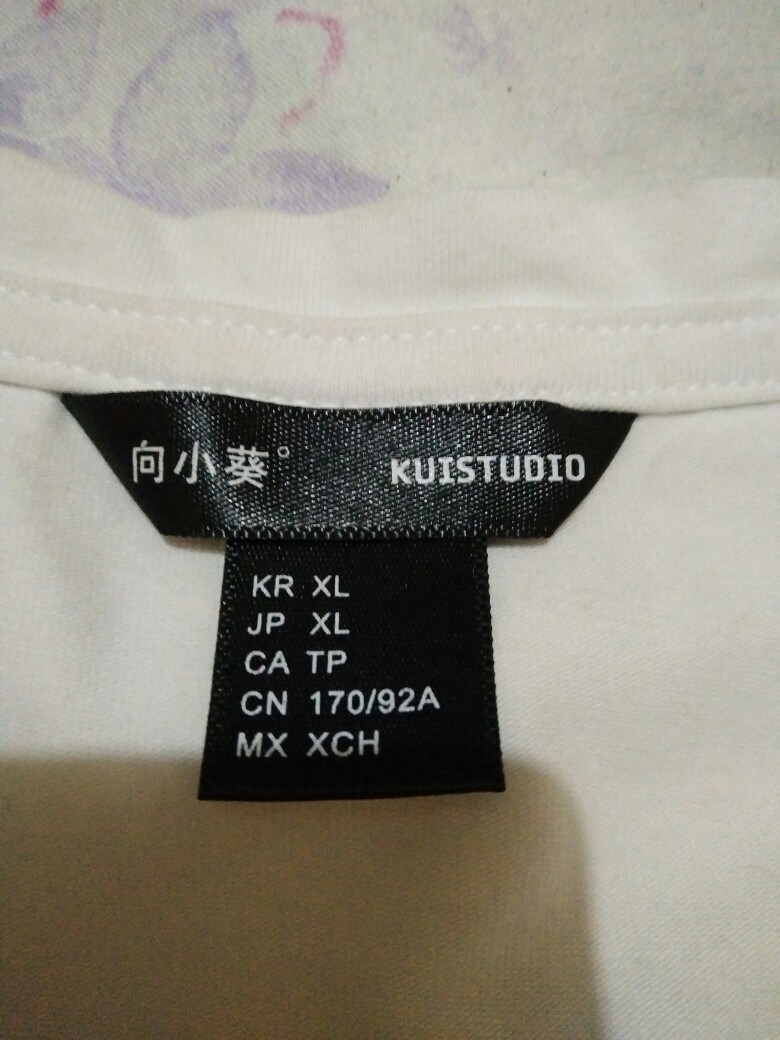 向小葵° KUISTUDIO
KR XL
JP XL
CA TP
CN 170/92A
MX XCH